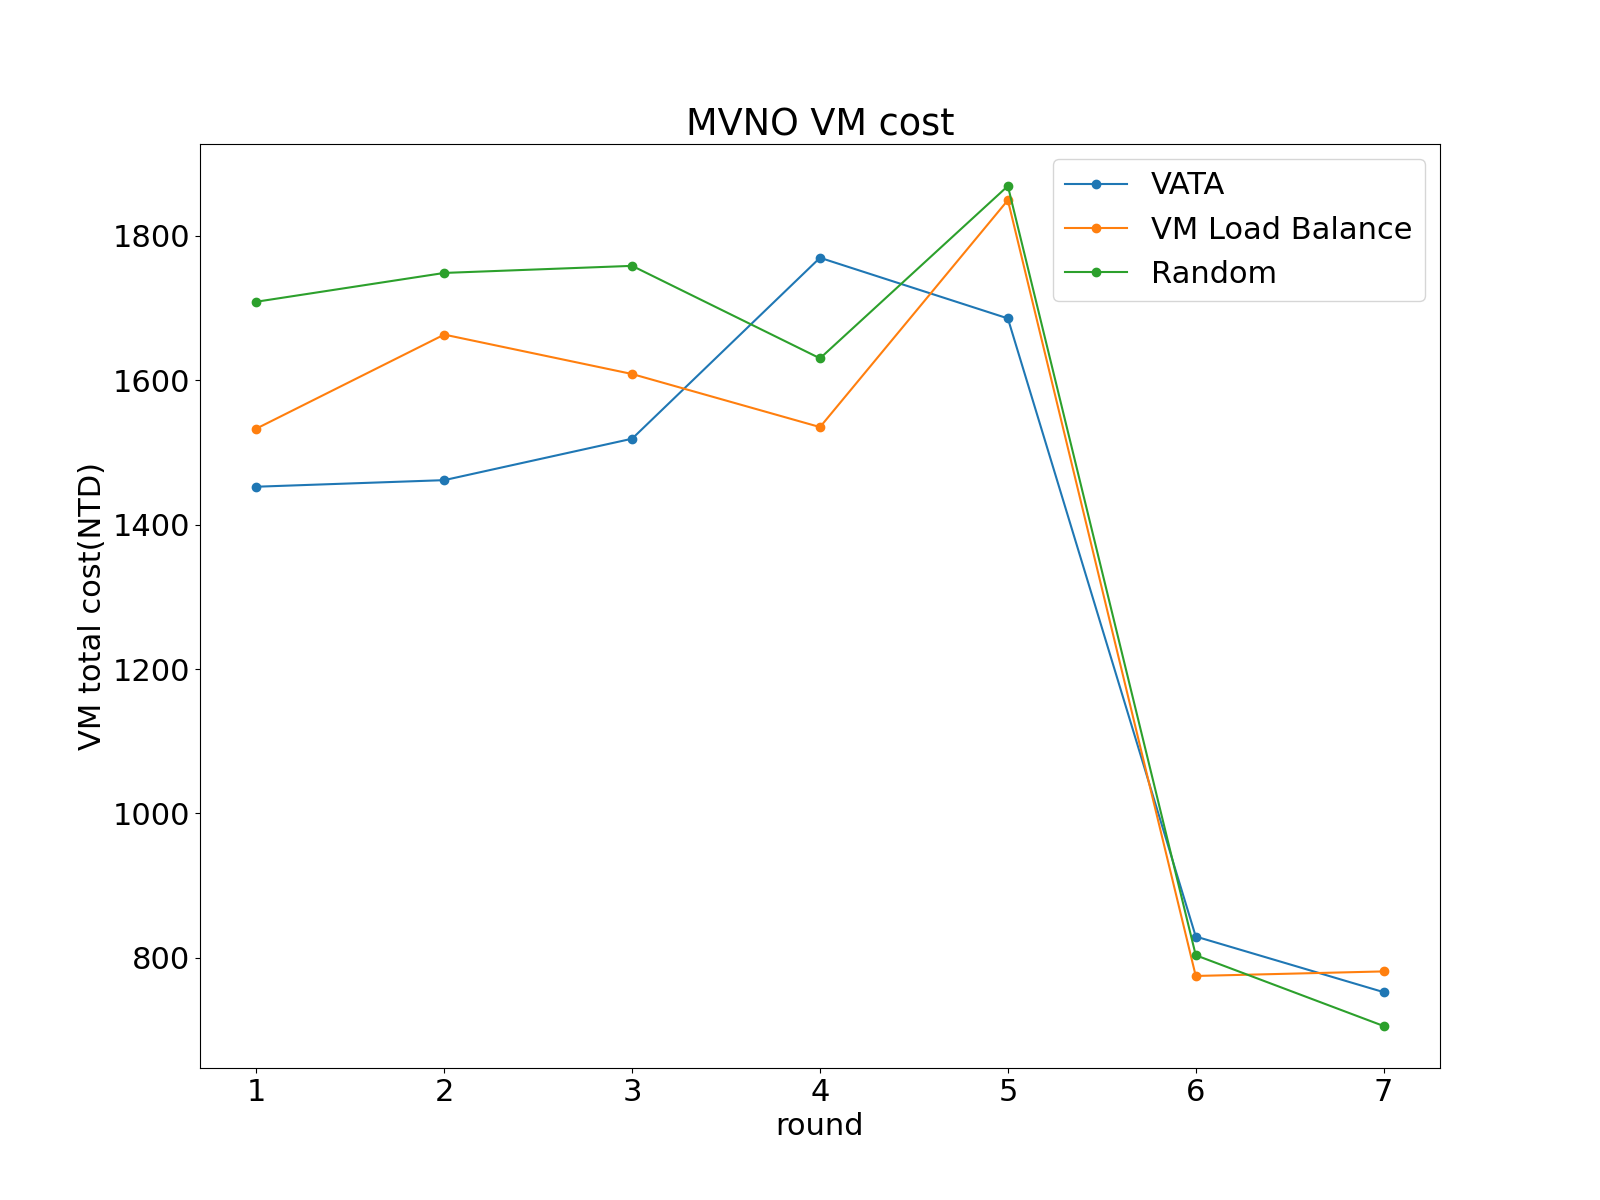 MVNO VM cost
VATA
VM Load Balance
Random
VM total cost(NTD)
1800
1600
1400
1200
1000
800
1 2 3 4 5 6 7
round